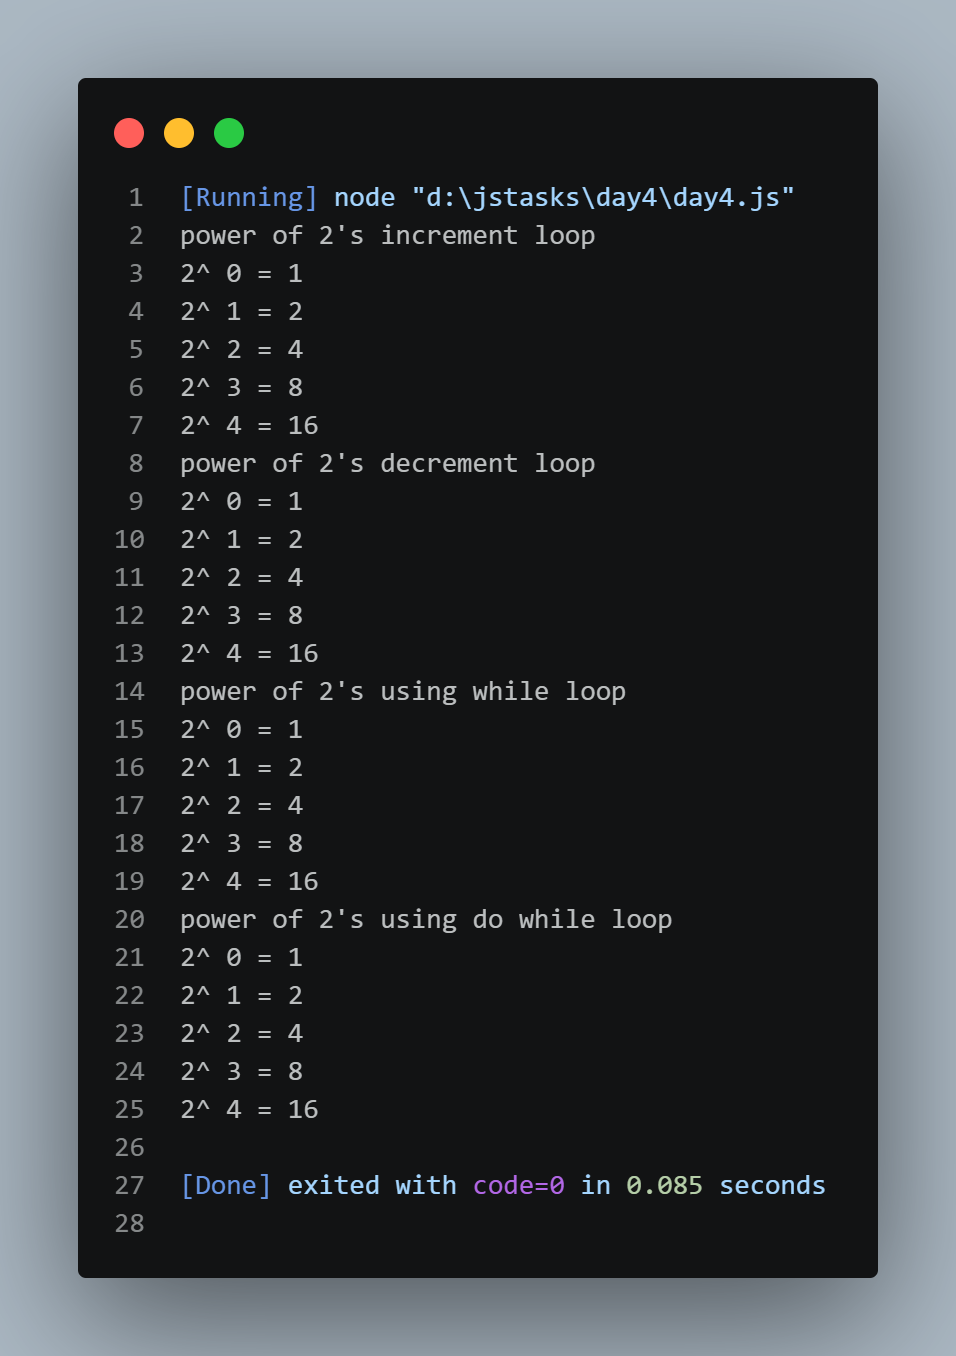 1 [Running] node "d:\jstasks\day4\day4.js"
2 power of 2's increment loop
3 2^ 0 = 1
4 2^ 1 = 2
5 2^ 2 = 4
6 2^ 3 = 8
7 2^ 4 = 16
8 power of 2's decrement loop
9 2^ 0 = 1
10 2^ 1 = 2
11 2^ 2 = 4
12 2^ 3 = 8
13 2^ 4 = 16
14 power of 2's using while loop
15 2^ 0 = 1
16 2^ 1 = 2
17 2^ 2 = 4
18 2^ 3 = 8
19 2^ 4 = 16
20 power of 2's using do while loop
21 2^ 0 = 1
22 2^ 1 = 2
23 2^ 2 = 4
24 2^ 3 = 8
25 2^ 4 = 16
26
27 [Done] exited with code=0 in 0.085 seconds
28